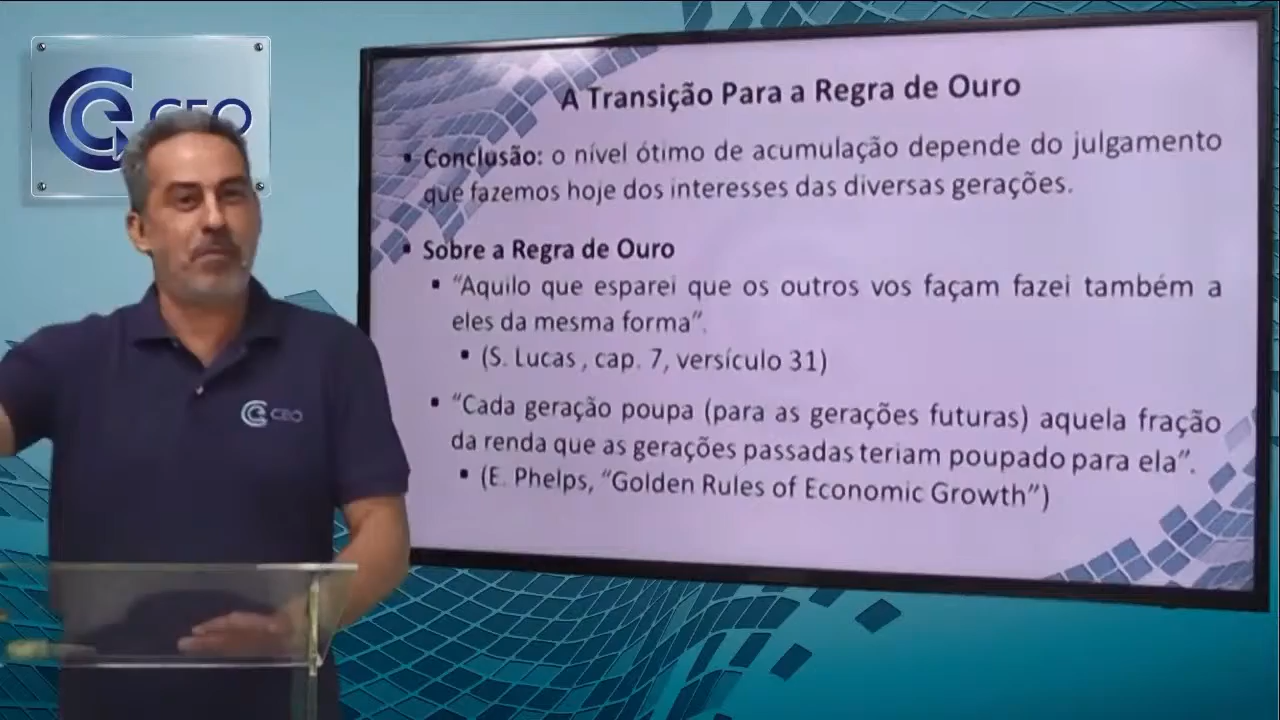 CEO
A Transição Para a Regra de Ouro
Conclusão: o nível ótimo de acumulação depende do julgamento
que fazemos hoje dos interesses das diversas gerações.
Sobre a Regra de Ouro
“Aquilo que esparei que os outros vos façam fazei também a
eles da mesma forma”.
(S. Lucas , cap. 7, versículo 31)
“Cada geração poupa (para as gerações futuras) aquela fração
da renda que as gerações passadas teriam poupado para ela”.
(E. Phelps, “Golden Rules of Economic Growth”)
CEO